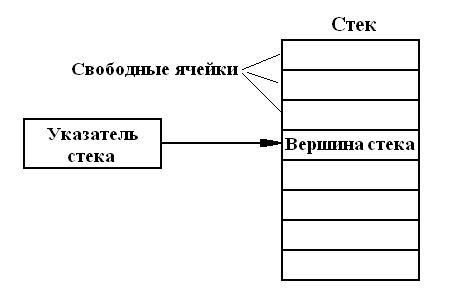 Стек
Свободные ячейки
Указатель
стека
Вершина стека